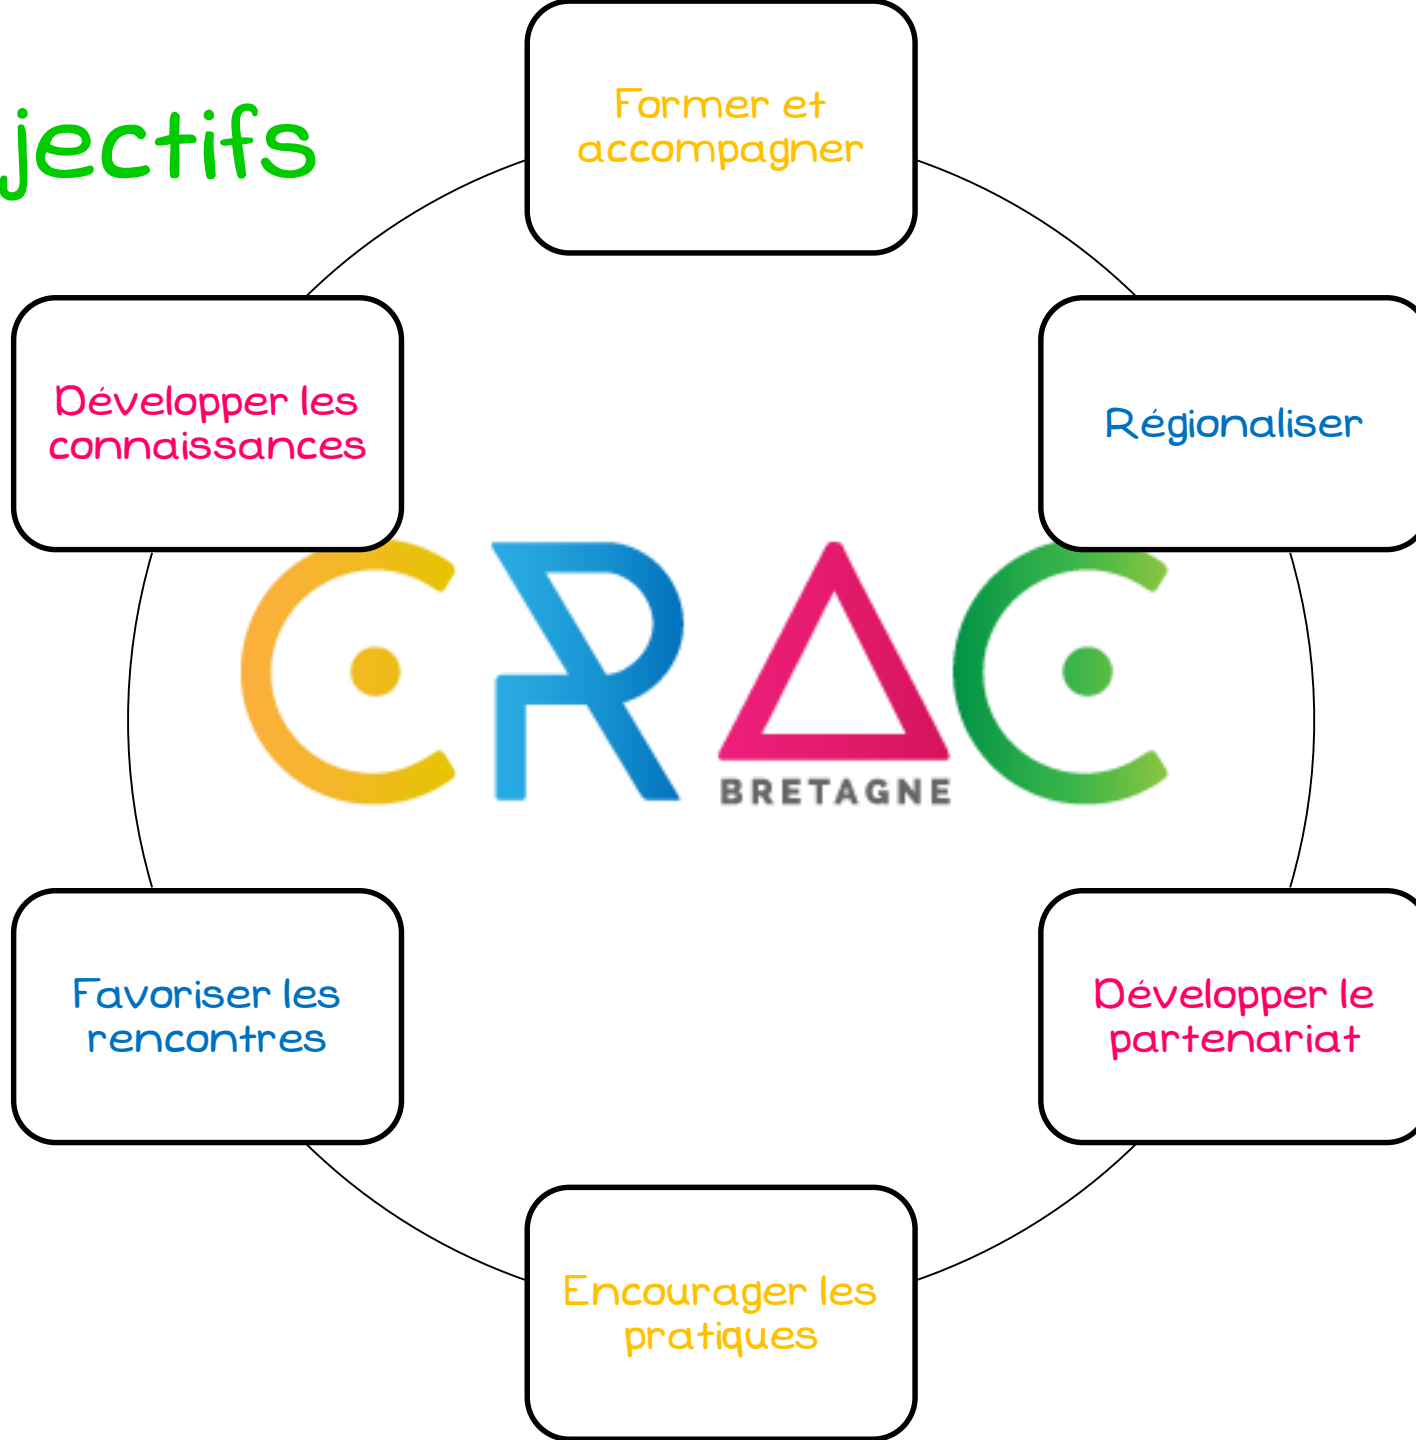 jectifs
Former et
accompagner
Développer les
connaissances
Régionaliser
CRAC
BRETAGNE
Favoriser les
rencontres
Développer le
partenariat
Encourager les
pratiques